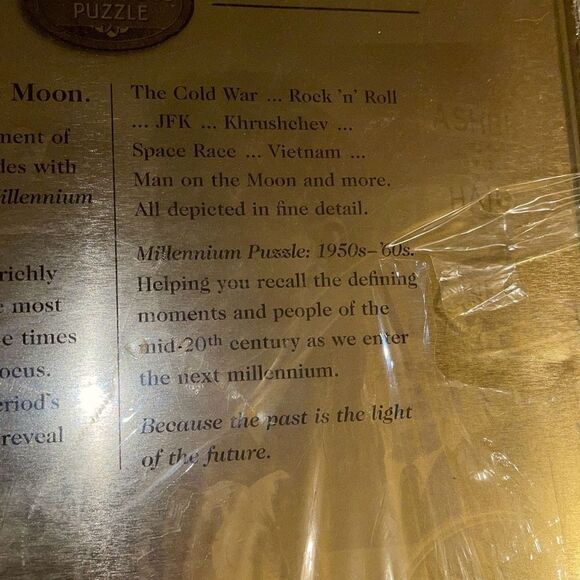 PUZZLE
Moon.
ment of
des with
illennium
richly
most
e times
ocus.
eriod's
reveal
The Cold War ... Rock 'n' Roll
... JFK ... Khrushchev ...
Space Race ... Vietnam ...
Man on the Moon and more.
All depicted in fine detail.
Millennium Puzzle: 1950s–'60s.
Helping you recall the defining
moments and people of the
mid-20th century as we enter
the next millennium.
Because the past is the light
of the future.